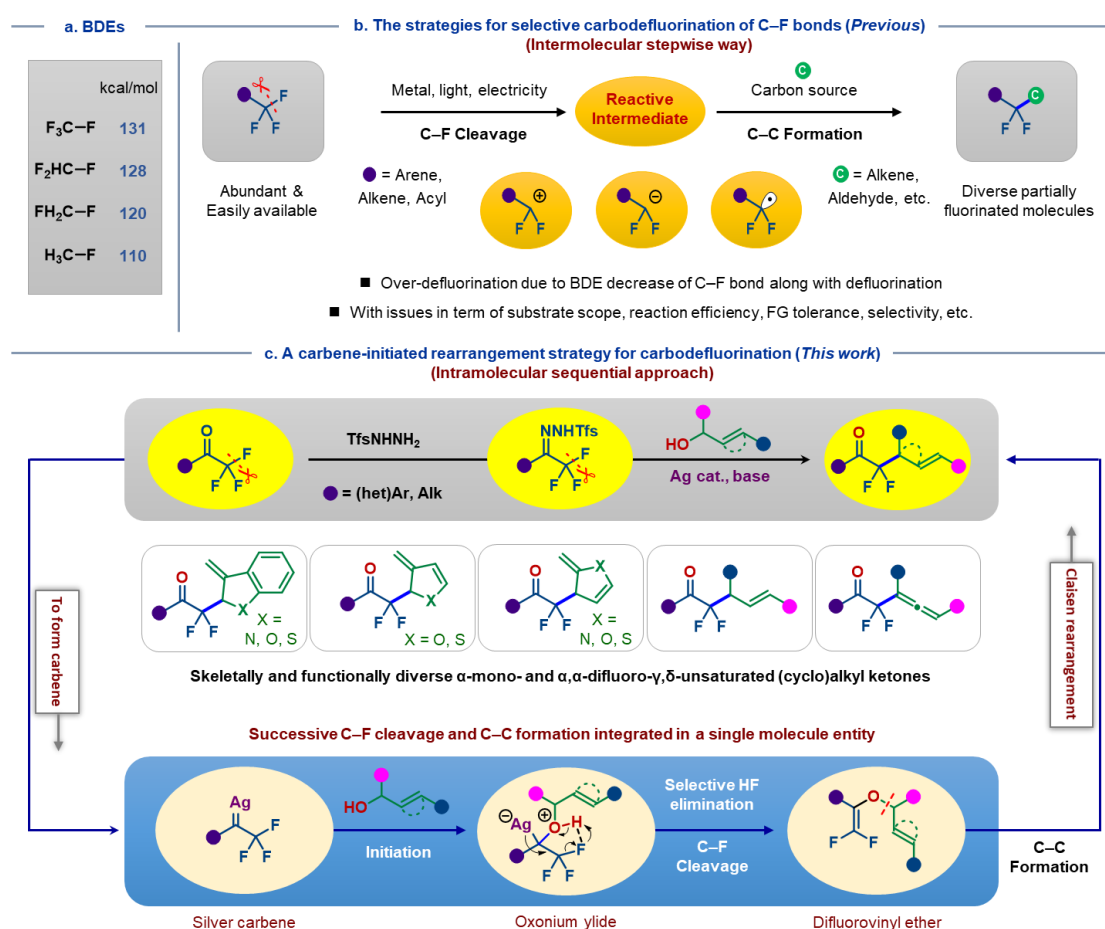 a. BDEs
kcal/mol
F₃C–F 131
F₂HC–F 128
FH₂C–F 120
H₃C–F 110
b. The strategies for selective carbodefluorination of C–F bonds (Previous)
(Intermolecular stepwise way)
F
F F
Abundant &
Easily available
Metal, light, electricity
C–F Cleavage
= Arene,
Alkene, Acyl
Reactive
Intermediate
C
Carbon source
C–C Formation
C = Alkene,
Aldehyde, etc.
⊕
F F
⊖
F F
•
F F
C
F F
Diverse partially
fluorinated molecules
■ Over-defluorination due to BDE decrease of C–F bond along with defluorination
■ With issues in term of substrate scope, reaction efficiency, FG tolerance, selectivity, etc.
c. A carbene-initiated rearrangement strategy for carbodefluorination (This work)
(Intramolecular sequential approach)
O
F
F F
TfsNHNH₂
= (het)Ar, Alk
NNHTfs
F
F F
HO
Ag cat., base
O
F F
To form carbene
Claisen rearrangement
O
F F
X
X =
N, O, S
O
F F
X
X = O, S
O
F F
X
X =
N, O, S
O
F F
O
F F
Skeletally and functionally diverse α-mono- and α,α-difluoro-γ,δ-unsaturated (cyclo)alkyl ketones
Successive C–F cleavage and C–C formation integrated in a single molecule entity
Ag
F
F F
Silver carbene
HO
Initiation
⊖ ⊕
Ag O H
F
F F
Oxonium ylide
Selective HF
elimination
C–F
Cleavage
O
F F
Difluorovinyl ether
C–C
Formation